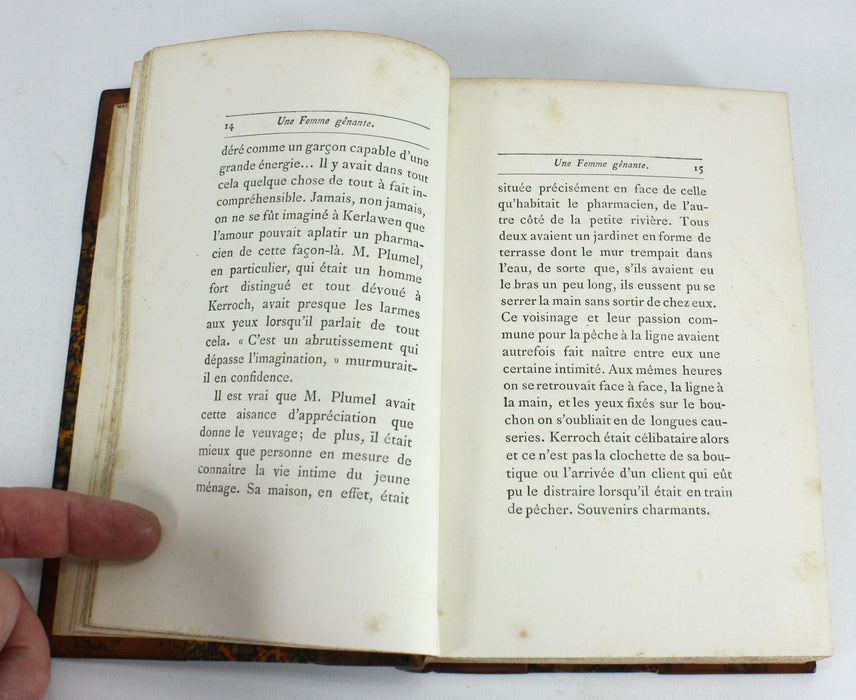 14
Une Femme gênante.
déré comme un garçon capable d'une
grande énergie... Il y avait dans tout
cela quelque chose de tout à fait in-
compréhensible. Jamais, non jamais,
on ne se fût imaginé à Kerlawen que
l'amour pouvait aplatir un pharma-
cien de cette façon-là. M. Plumel,
en particulier, qui était un homme
fort distingué et tout dévoué à
Kerroch, avait presque les larmes
aux yeux lorsqu'il parlait de tout
cela. « C'est un abrutissement qui
dépasse l'imagination, » murmurait-
il en confidence.
Il est vrai que M. Plumel avait
cette aisance d'appréciation que
donne le veuvage; de plus, il était
mieux que personne en mesure de
connaître la vie intime du jeune
ménage. Sa maison, en effet, était
Une Femme gênante.
15
située précisément en face de celle
qu'habitait le pharmacien, de l'au-
tre côté de la petite rivière. Tous
deux avaient un jardinet en forme de
terrasse dont le mur trempait dans
l'eau, de sorte que, s'ils avaient eu
le bras un peu long, ils eussent pu se
serrer la main sans sortir de chez eux.
Ce voisinage et leur passion com-
mune pour la pêche à la ligne avaient
autrefois fait naître entre eux une
certaine intimité. Aux mêmes heures
on se retrouvait face à face, la ligne à
la main, et les yeux fixés sur le bou-
chon on s'oubliait en de longues cau-
series. Kerroch était célibataire alors
et ce n'est pas la clochette de sa bou-
tique ou l'arrivée d'un client qui eût
pu le distraire lorsqu'il était en train
de pêcher. Souvenirs charmants.